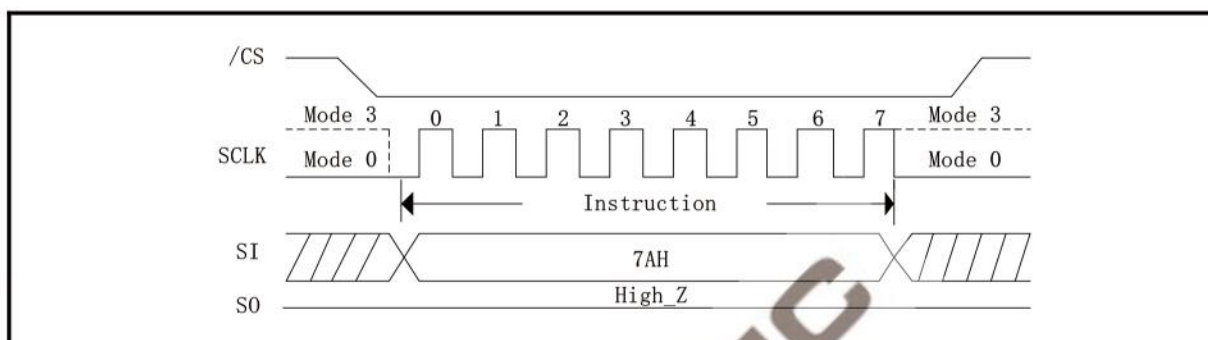 /CS
Mode 3 0 1 2 3 4 5 6 7 Mode 3
SCLK Mode 0 Mode 0
Instruction
SI 7AH
High_Z
SO